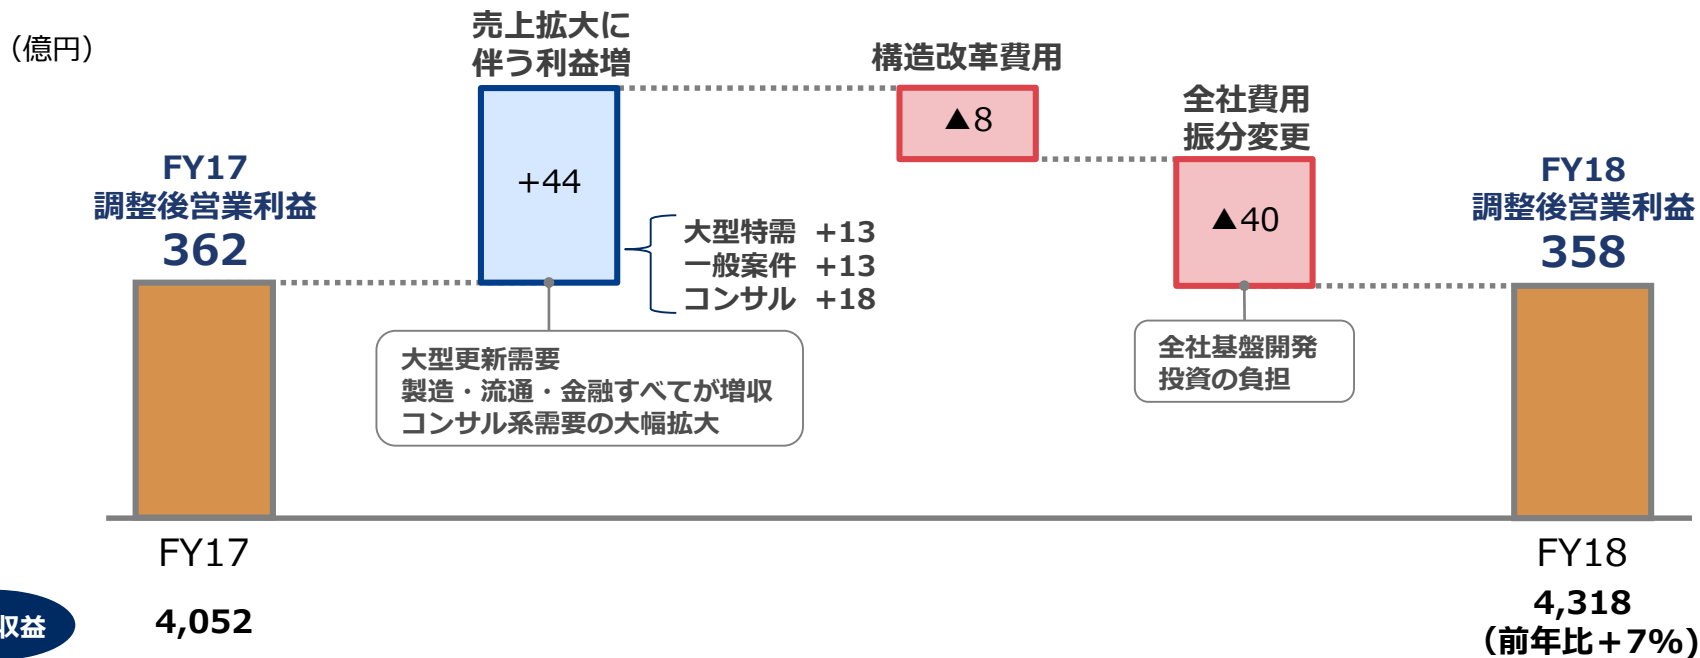 （億円）
売上拡大に
伴う利益増
構造改革費用
全社費用
振分変更
FY17
調整後営業利益
362
+44
▲8
▲40
FY18
調整後営業利益
358
大型特需 +13
一般案件 +13
コンサル +18
大型更新需要
製造・流通・金融すべてが増収
コンサル系需要の大幅拡大
全社基盤開発
投資の負担
FY17
FY18
収益
4,052
4,318
（前年比＋7%）